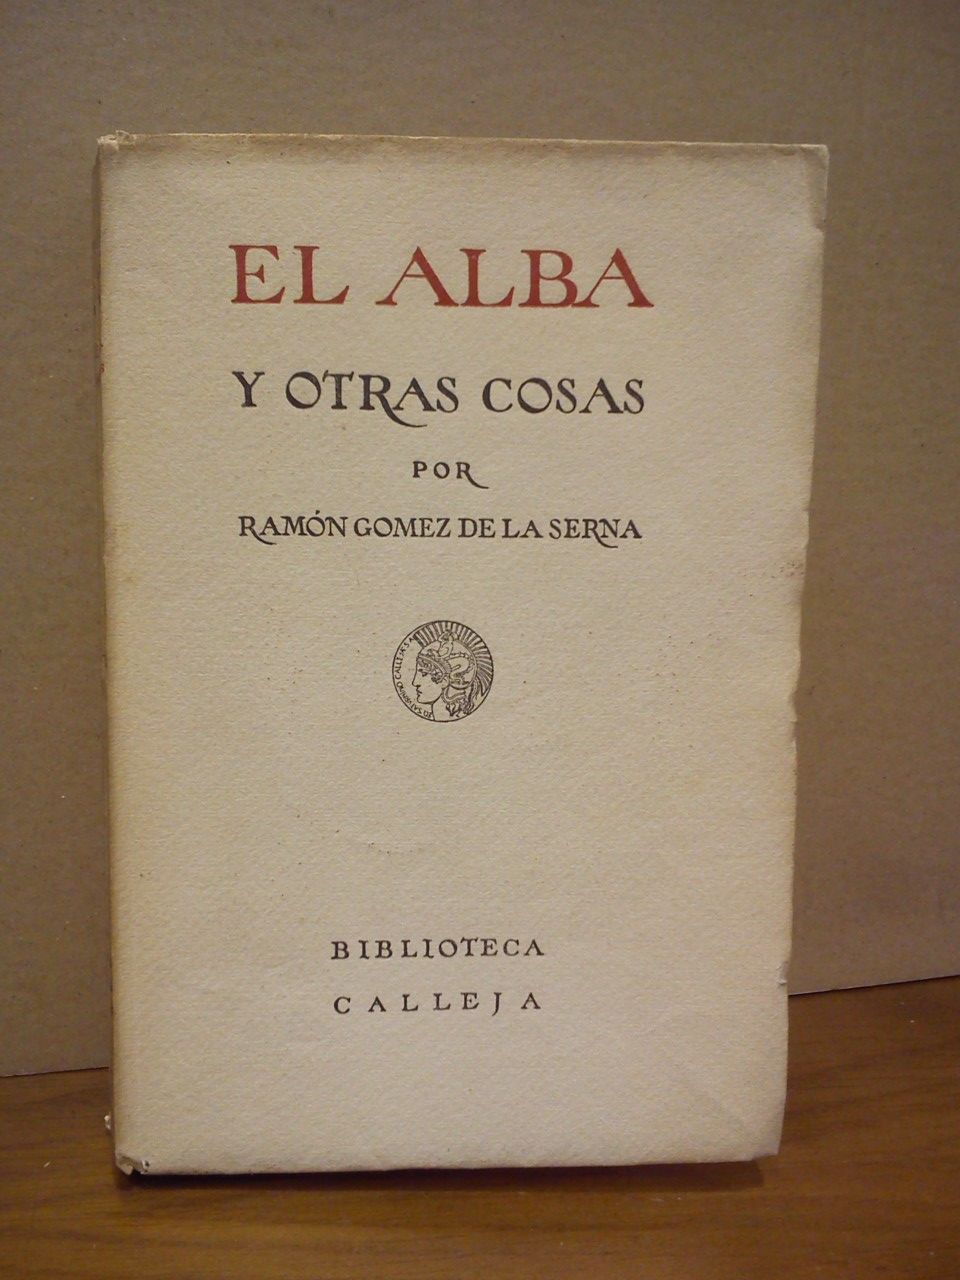 EL ALBA
Y OTRAS COSAS
POR
RAMÓN GOMEZ DE LA SERNA
BIBLIOTECA
CALLEJA